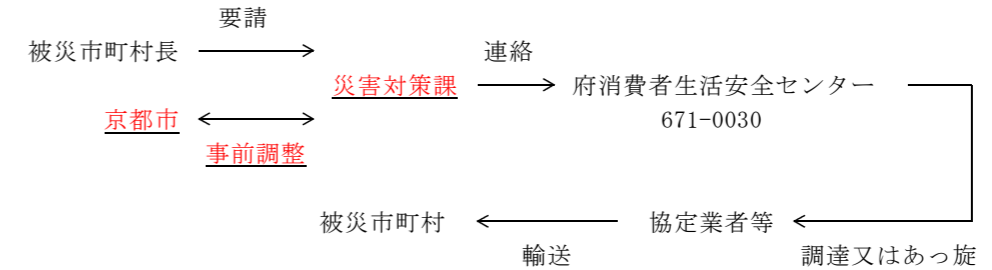 要請
被災市町村長
連絡
災害対策課
府消費者生活安全センター
京都市
671-0030
事前調整
被災市町村
協定業者等
輸送
調達又はあっ旋